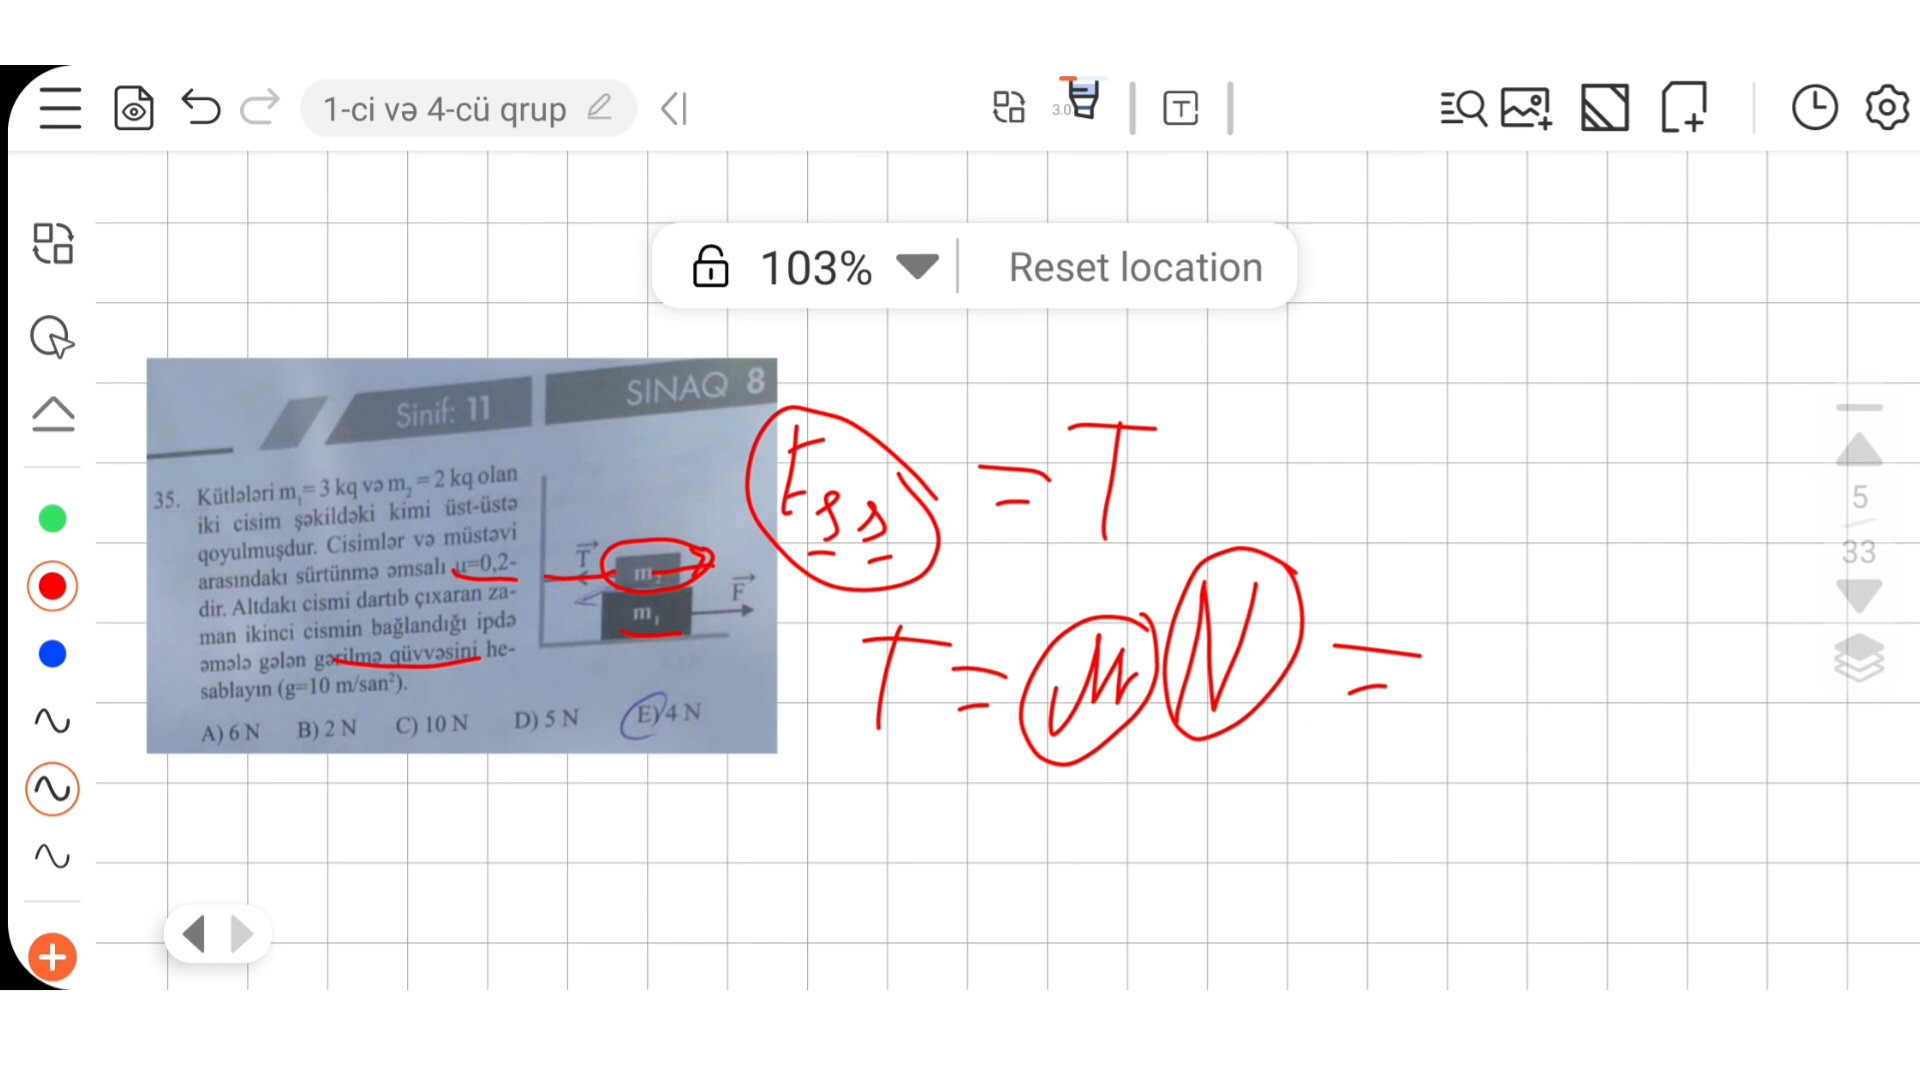 1-ci və 4-cü qrup
3.0
T
103%
Reset location
Sinif: 11
SINAQ 8
35. Kütlələri m₁=3 kq və m₂=2 kq olan
iki cisim şəkildəki kimi üst-üstə
qoyulmuşdur. Cisimlər və müstəvi
arasındakı sürtünmə əmsalı μ=0,2-
dir. Altdakı cismi dartıb çıxaran za-
man ikinci cismin bağlandığı ipdə
əmələ gələn gərilmə qüvvəsini he-
sablayın (g=10 m/san²).
T
m₂
F
m₁
A) 6 N B) 2 N C) 10 N D) 5 N E) 4 N
= T
T = M N =
5
33